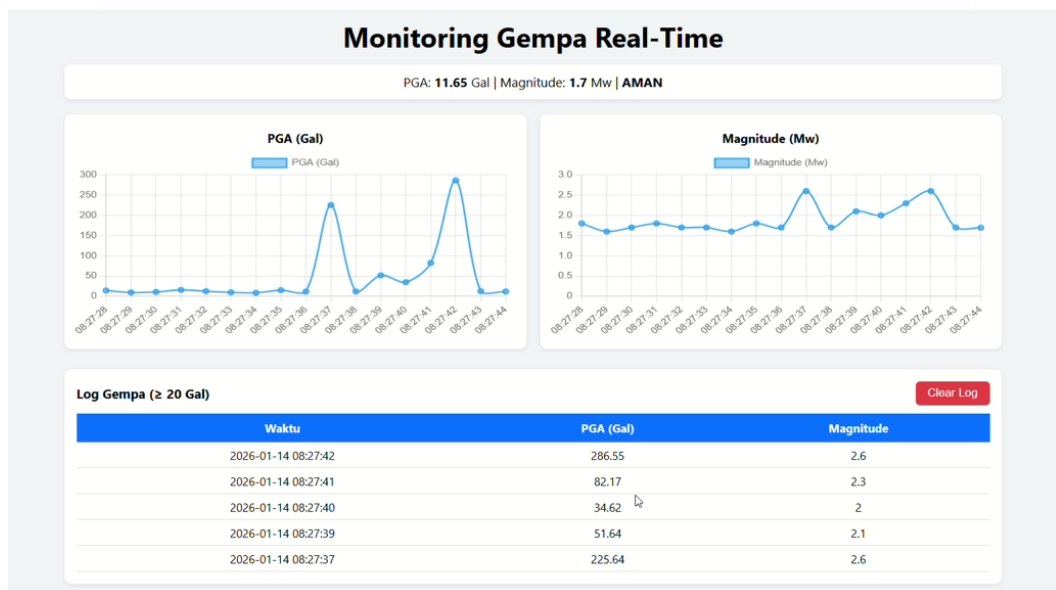 Monitoring Gempa Real-Time
PGA: 11.65 Gal | Magnitude: 1.7 Mw | AMAN
PGA (Gal)
PGA (Gal)
300
250
200
150
100
50
0
08:27:28 08:27:29 08:27:30 08:27:31 08:27:32 08:27:33 08:27:34 08:27:35 08:27:36 08:27:37 08:27:38 08:27:39 08:27:40 08:27:41 08:27:42 08:27:43 08:27:44
Magnitude (Mw)
Magnitude (Mw)
3.0
2.5
2.0
1.5
1.0
0.5
0
08:27:28 08:27:29 08:27:30 08:27:31 08:27:32 08:27:33 08:27:34 08:27:35 08:27:36 08:27:37 08:27:38 08:27:39 08:27:40 08:27:41 08:27:42 08:27:43 08:27:44
Log Gempa (≥ 20 Gal) Clear Log
Waktu PGA (Gal) Magnitude
2026-01-14 08:27:42 286.55 2.6
2026-01-14 08:27:41 82.17 2.3
2026-01-14 08:27:40 34.62 2
2026-01-14 08:27:39 51.64 2.1
2026-01-14 08:27:37 225.64 2.6